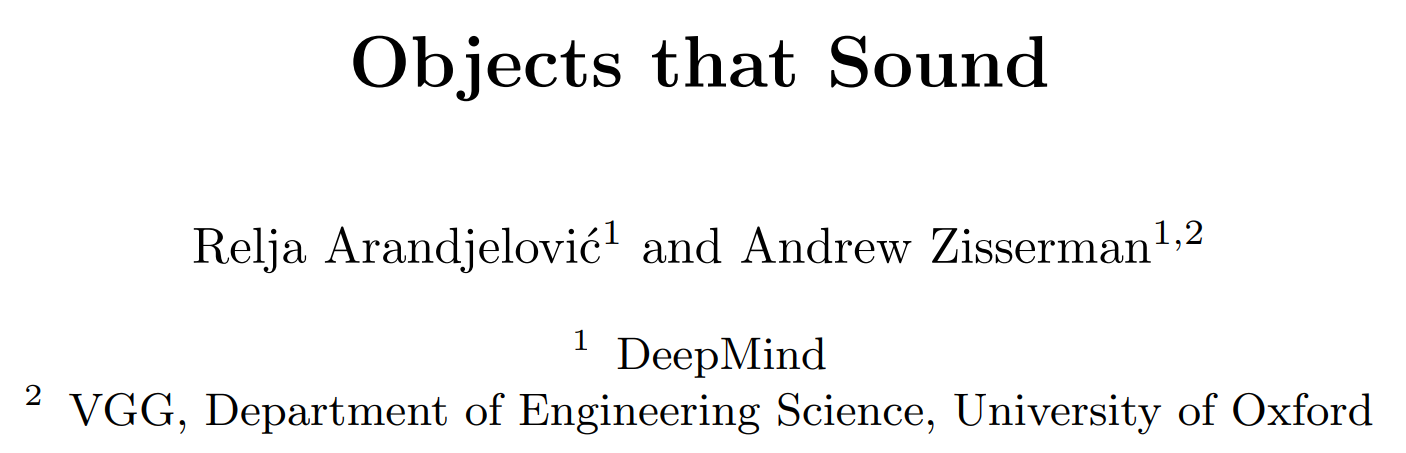 Objects that Sound
Relja Arandjelović¹ and Andrew Zisserman¹,²
¹ DeepMind
² VGG, Department of Engineering Science, University of Oxford